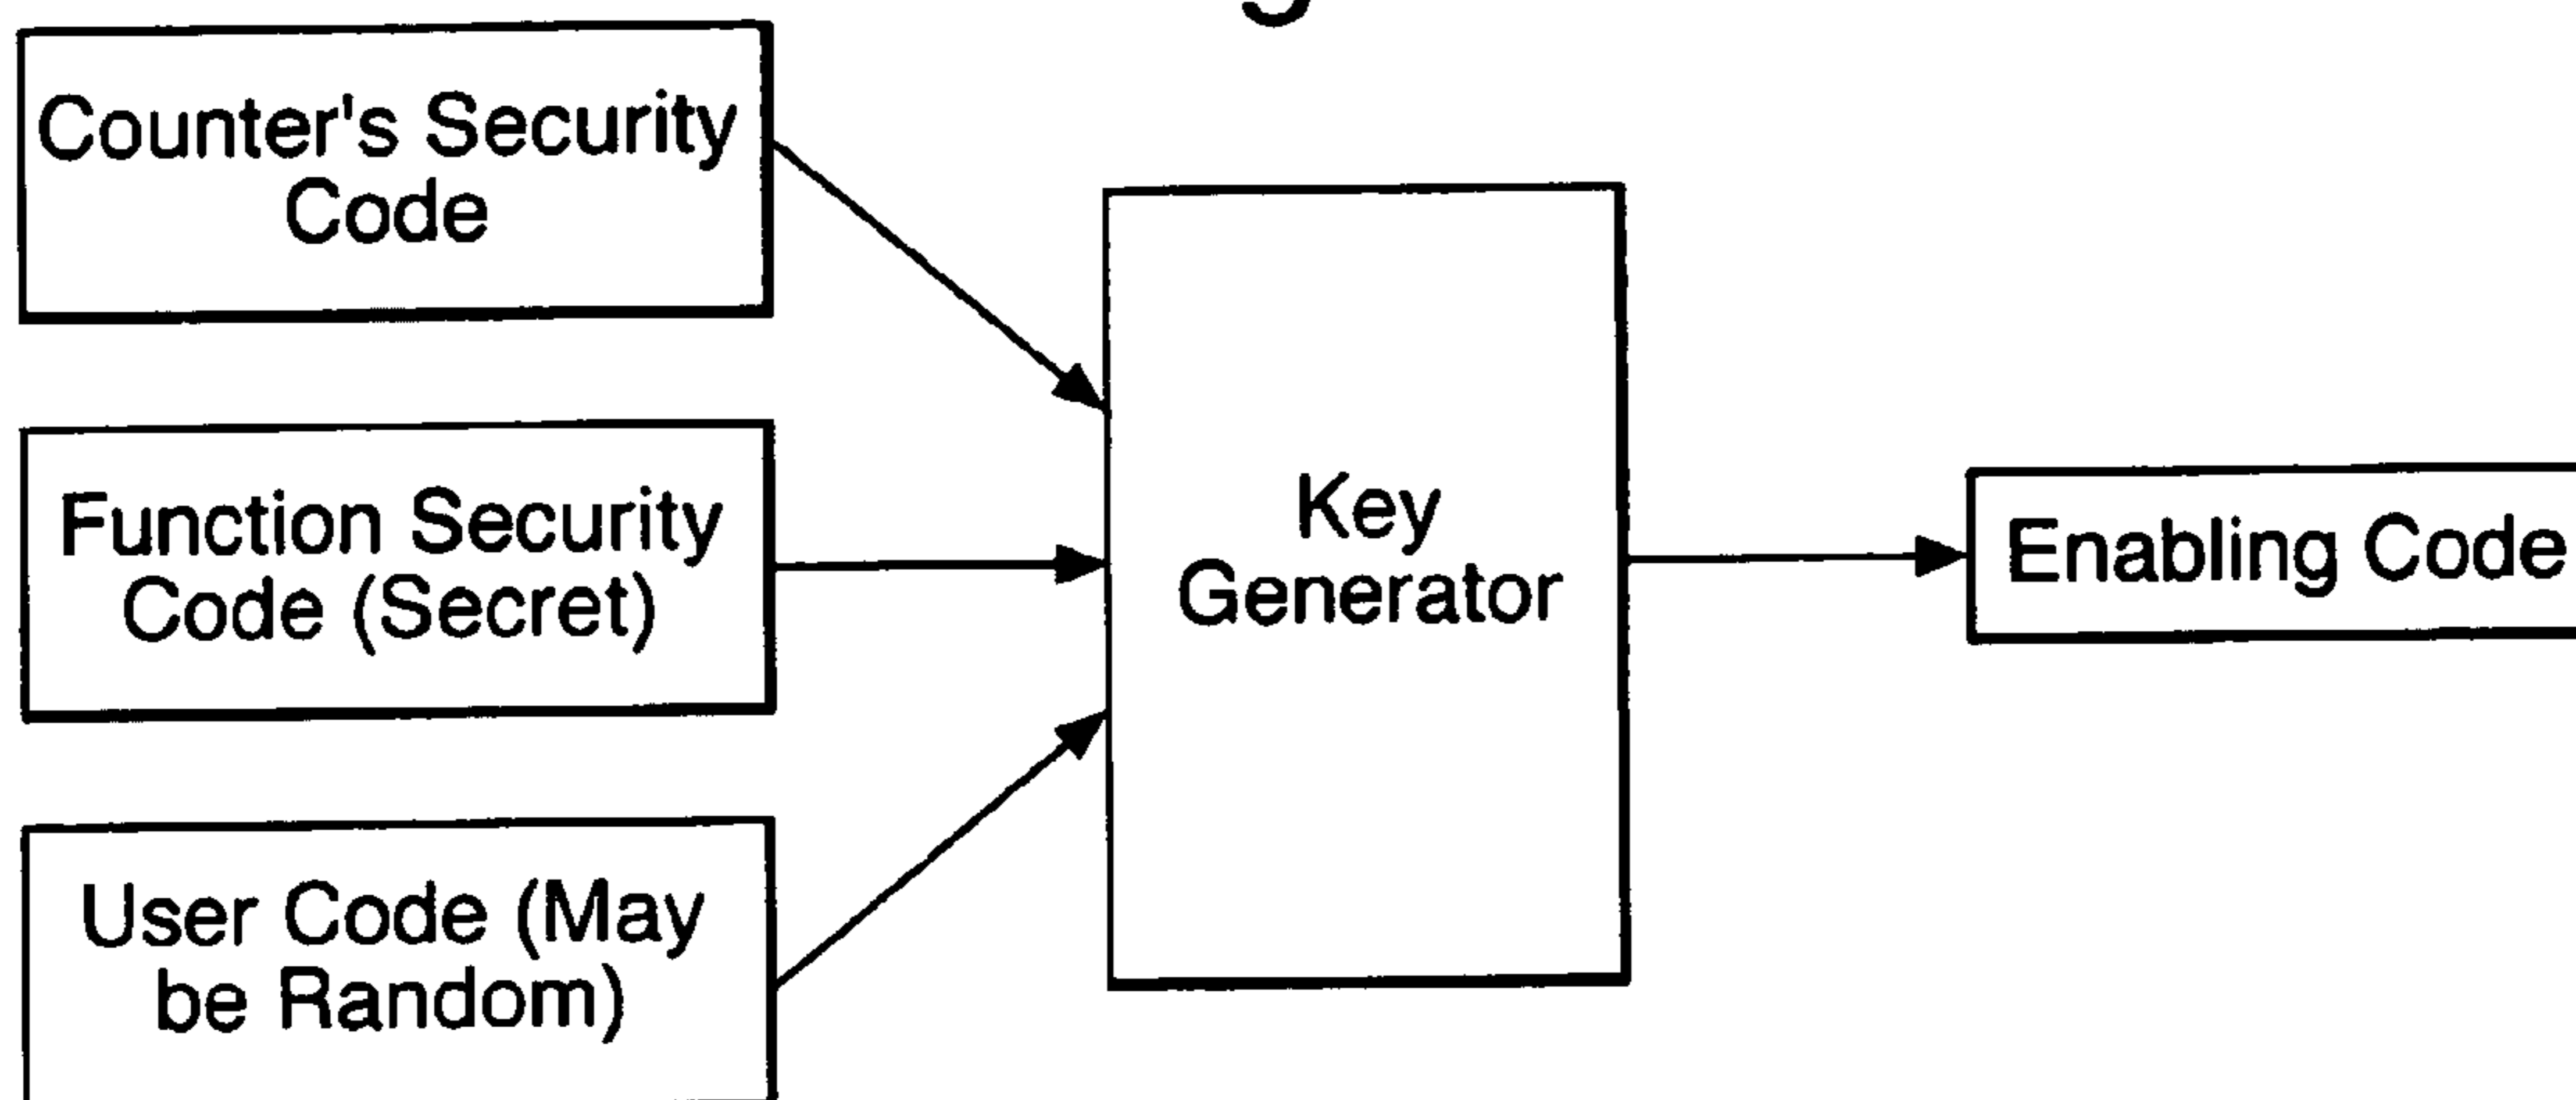 Counter's Security
Code
Function Security
Code (Secret)
User Code (May
be Random)
Key
Generator
Enabling Code